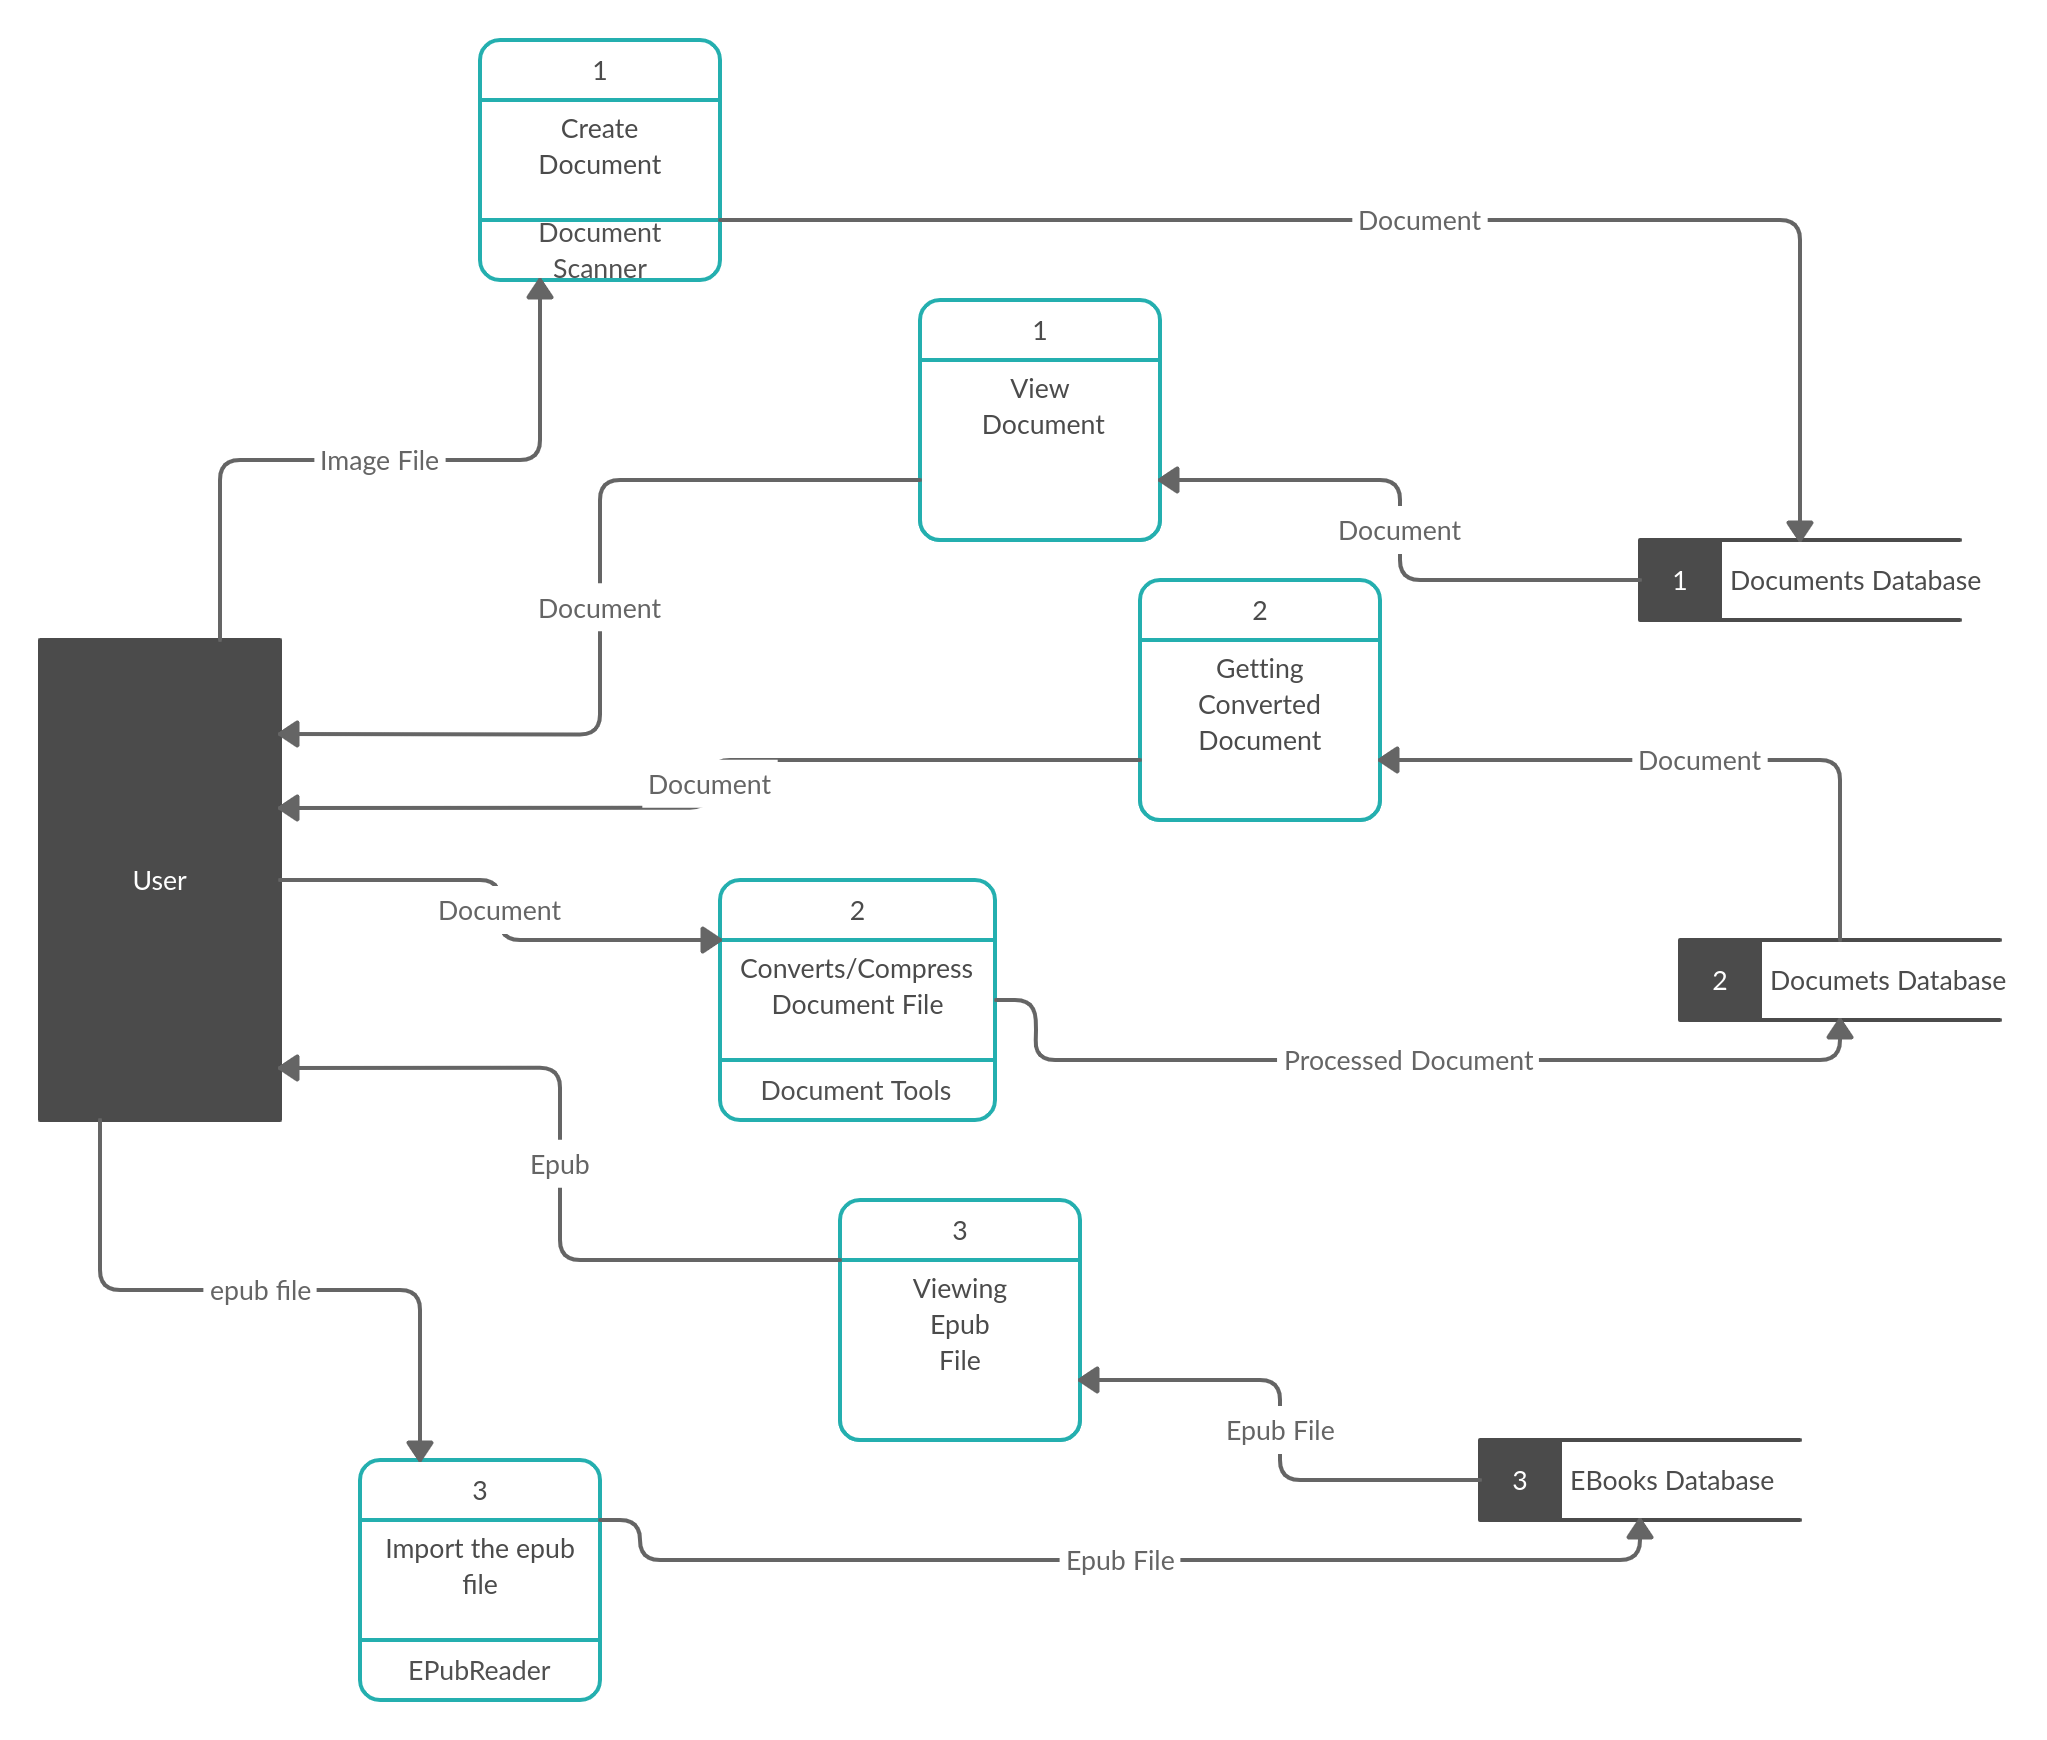 1
Create
Document
Document
Scanner
Document
1
View
Document
Image File
Document
1
Documents Database
Document
2
Getting
Converted
Document
Document
Document
User
Document
2
Converts/Compress
Document File
Document Tools
2
Documets Database
Processed Document
Epub
3
Viewing
Epub
File
epub file
Epub File
3
EBooks Database
3
Import the epub
file
EPubReader
Epub File